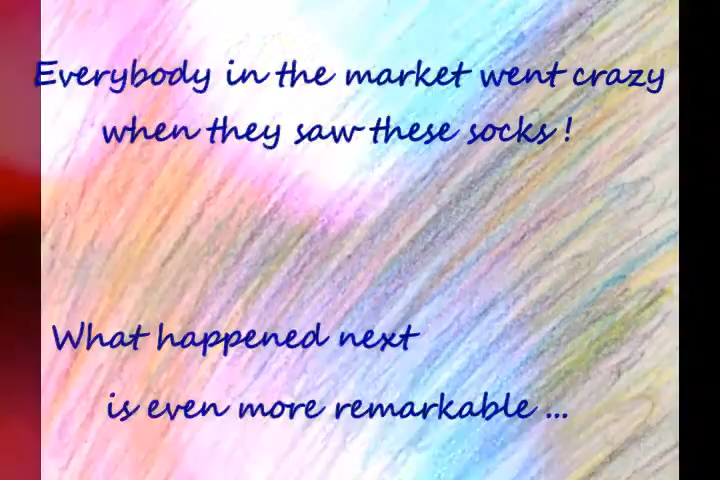 Everybody in the market went crazy
when they saw these socks !
What happened next
is even more remarkable ...